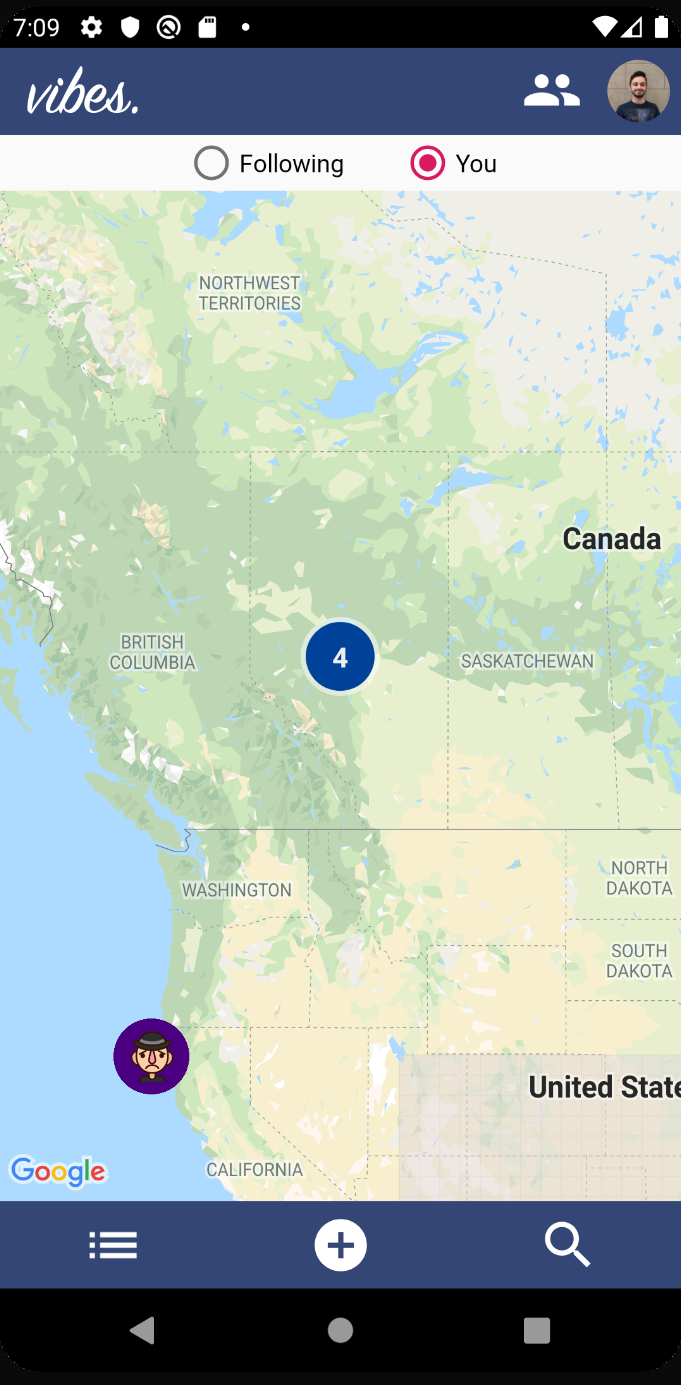 7:09
vibes.
Following
You
NORTHWEST
TERRITORIES
Canada
BRITISH
COLUMBIA
4
SASKATCHEWAN
WASHINGTON
NORTH
DAKOTA
SOUTH
DAKOTA
United State
CALIFORNIA
Google